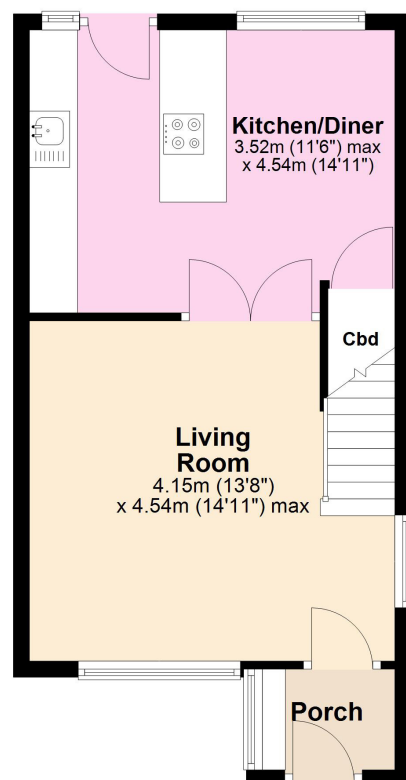 Kitchen/Diner
3.52m (11'6") max
x 4.54m (14'11")
Cbd
Living
Room
4.15m (13'8")
x 4.54m (14'11") max
Porch